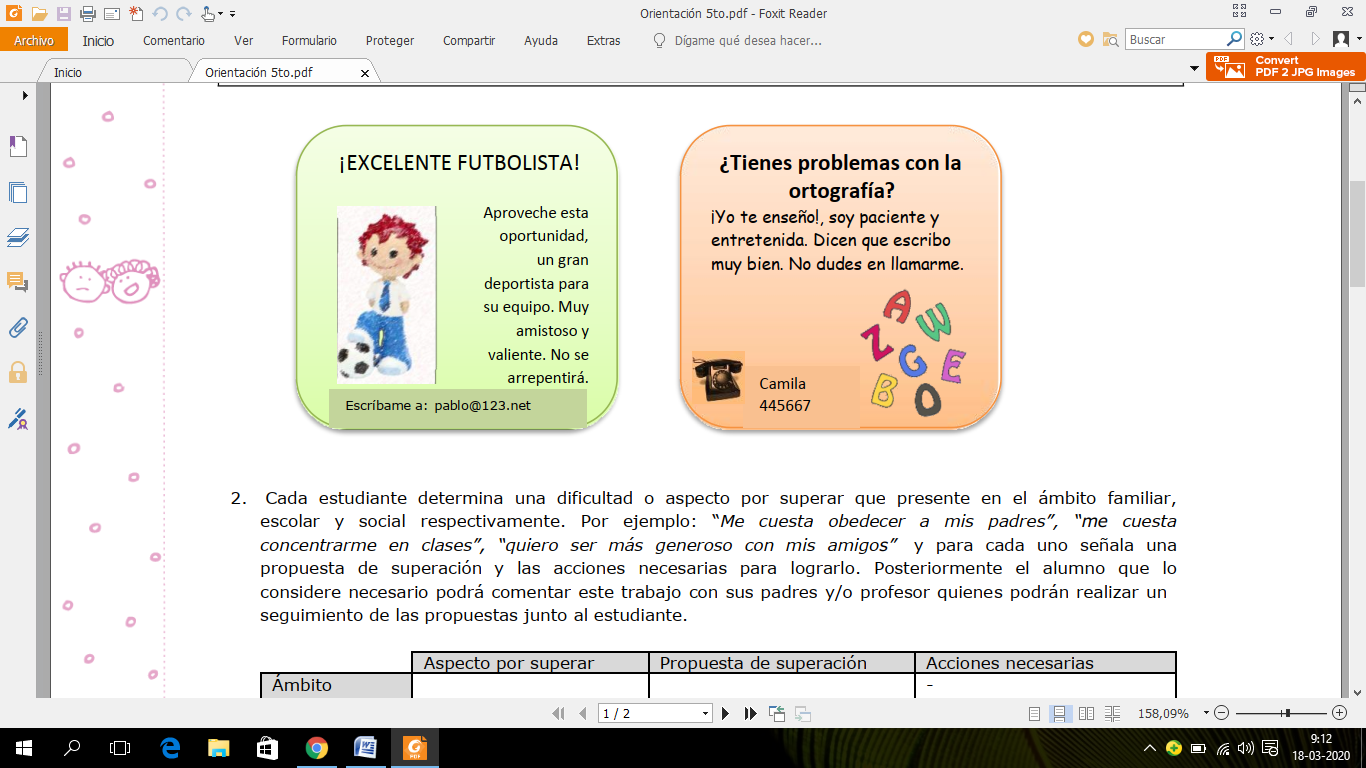 Orientación 5to.pdf - Foxit Reader
Archivo Inicio Comentario Ver Formulario Proteger Compartir Ayuda Extras Dígame qué desea hacer... Buscar
Inicio Orientación 5to.pdf
Convert
PDF 2 JPG Images
¡EXCELENTE FUTBOLISTA!
Aproveche esta
oportunidad,
un gran
deportista para
su equipo. Muy
amistoso y
valiente. No se
arrepentirá.
Escríbame a: pablo@123.net
¿Tienes problemas con la
ortografía?
¡Yo te enseño!, soy paciente y
entretenida. Dicen que escribo
muy bien. No dudes en llamarme.
A
W
Z
G
E
B
O
Camila
445667
2. Cada estudiante determina una dificultad o aspecto por superar que presente en el ámbito familiar,
escolar y social respectivamente. Por ejemplo: “Me cuesta obedecer a mis padres”, “me cuesta
concentrarme en clases”, “quiero ser más generoso con mis amigos” y para cada uno señala una
propuesta de superación y las acciones necesarias para lograrlo. Posteriormente el alumno que lo
considere necesario podrá comentar este trabajo con sus padres y/o profesor quienes podrán realizar un
seguimiento de las propuestas junto al estudiante.
Aspecto por superar Propuesta de superación Acciones necesarias
Ámbito -
1 / 2 158,09%
9:12
18-03-2020